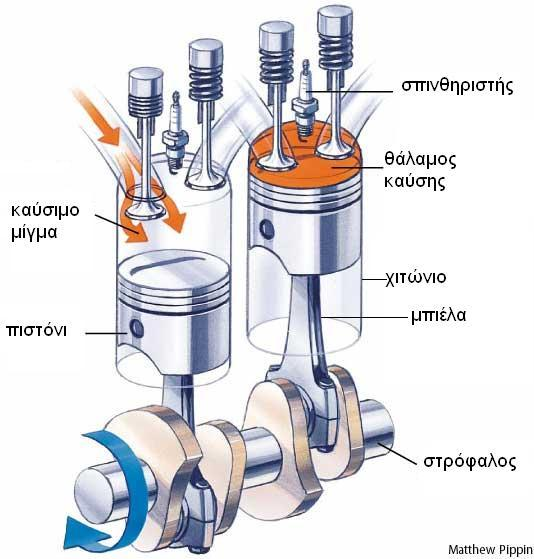 σπινθηριστής
θάλαμος
καύσης
καύσιμο
μίγμα
χιτώνιο
μπιέλα
πιστόνι
στρόφαλος
Matthew Pippin